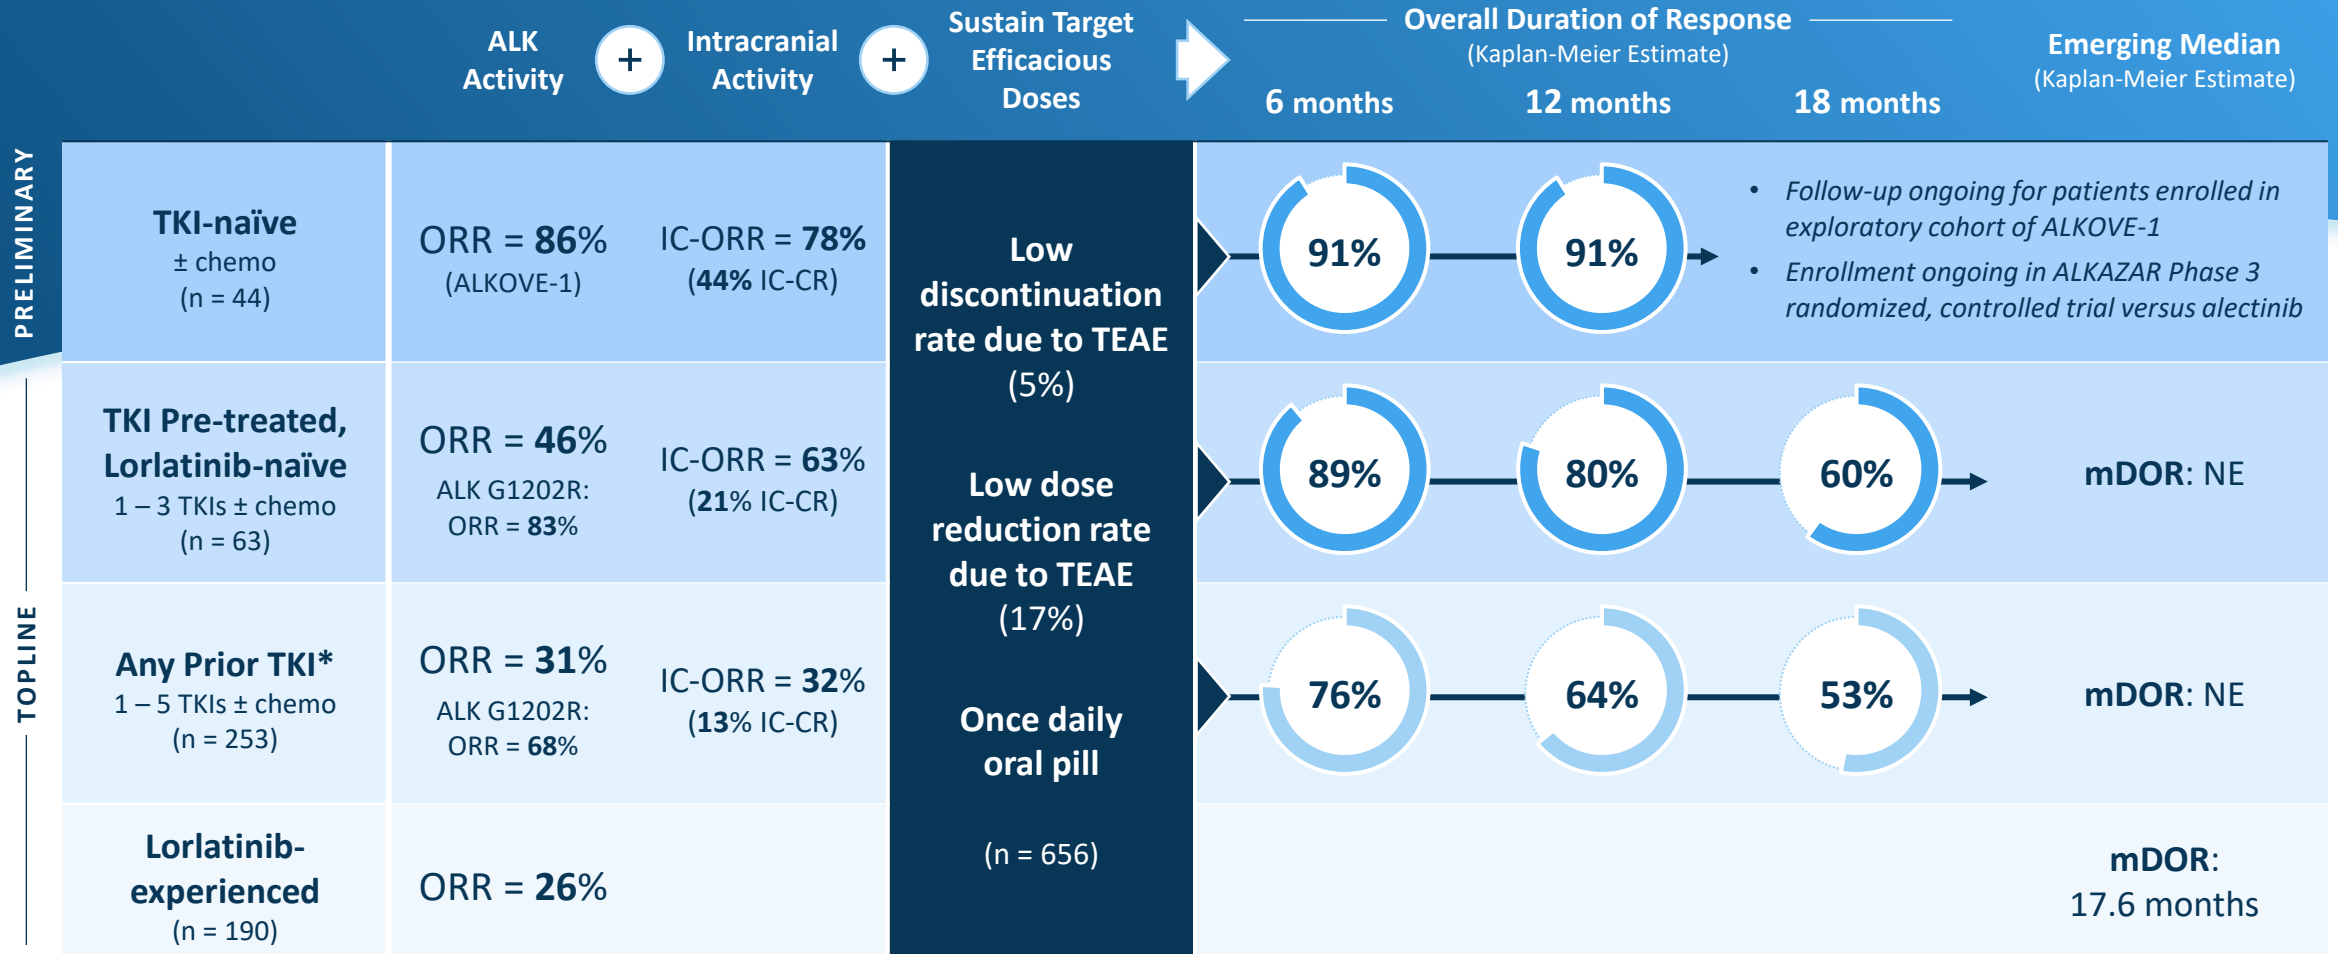 ALK
Activity
+
Intracranial
Activity
+
Sustain Target
Efficacious
Doses
Overall Duration of Response
(Kaplan-Meier Estimate)
6 months
12 months
18 months
Emerging Median
(Kaplan-Meier Estimate)
PRELIMINARY
TKI-naïve
± chemo
(n = 44)
ORR = 86%
(ALKOVE-1)
IC-ORR = 78%
(44% IC-CR)
91%
91%
• Follow-up ongoing for patients enrolled in
exploratory cohort of ALKOVE-1
• Enrollment ongoing in ALKAZAR Phase 3
randomized, controlled trial versus alectinib
Low
discontinuation
rate due to TEAE
(5%)
Low dose
reduction rate
due to TEAE
(17%)
Once daily
oral pill
(n = 656)
TOPLINE
TKI Pre-treated,
Lorlatinib-naïve
1 – 3 TKIs ± chemo
(n = 63)
ORR = 46%
ALK G1202R:
ORR = 83%
IC-ORR = 63%
(21% IC-CR)
89%
80%
60%
mDOR: NE
Any Prior TKI*
1 – 5 TKIs ± chemo
(n = 253)
ORR = 31%
ALK G1202R:
ORR = 68%
IC-ORR = 32%
(13% IC-CR)
76%
64%
53%
mDOR: NE
Lorlatinib-
experienced
(n = 190)
ORR = 26%
mDOR:
17.6 months